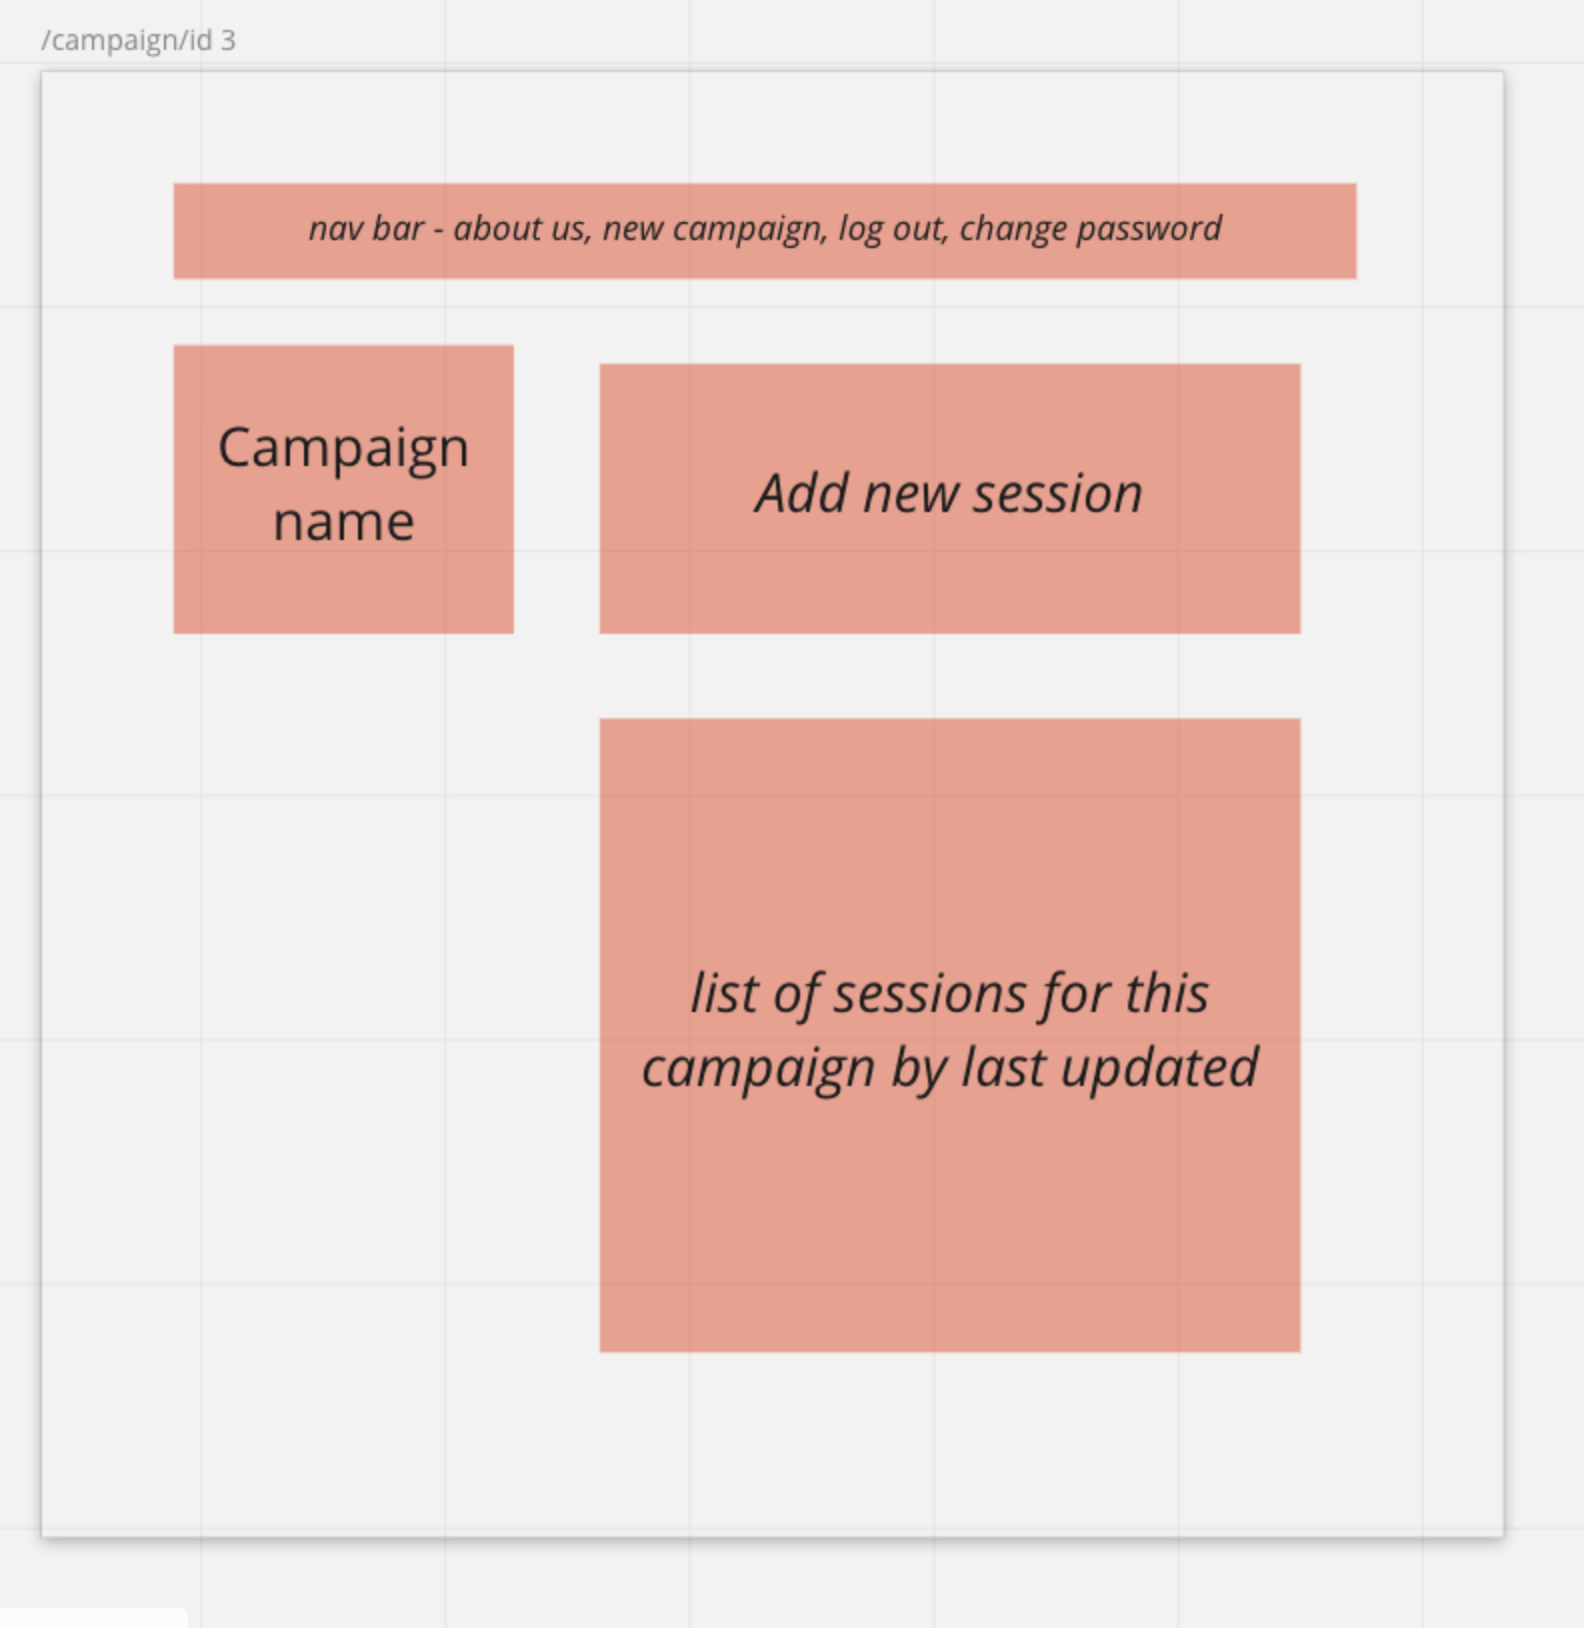 /campaign/id 3
nav bar - about us, new campaign, log out, change password
Campaign
name
Add new session
list of sessions for this
campaign by last updated